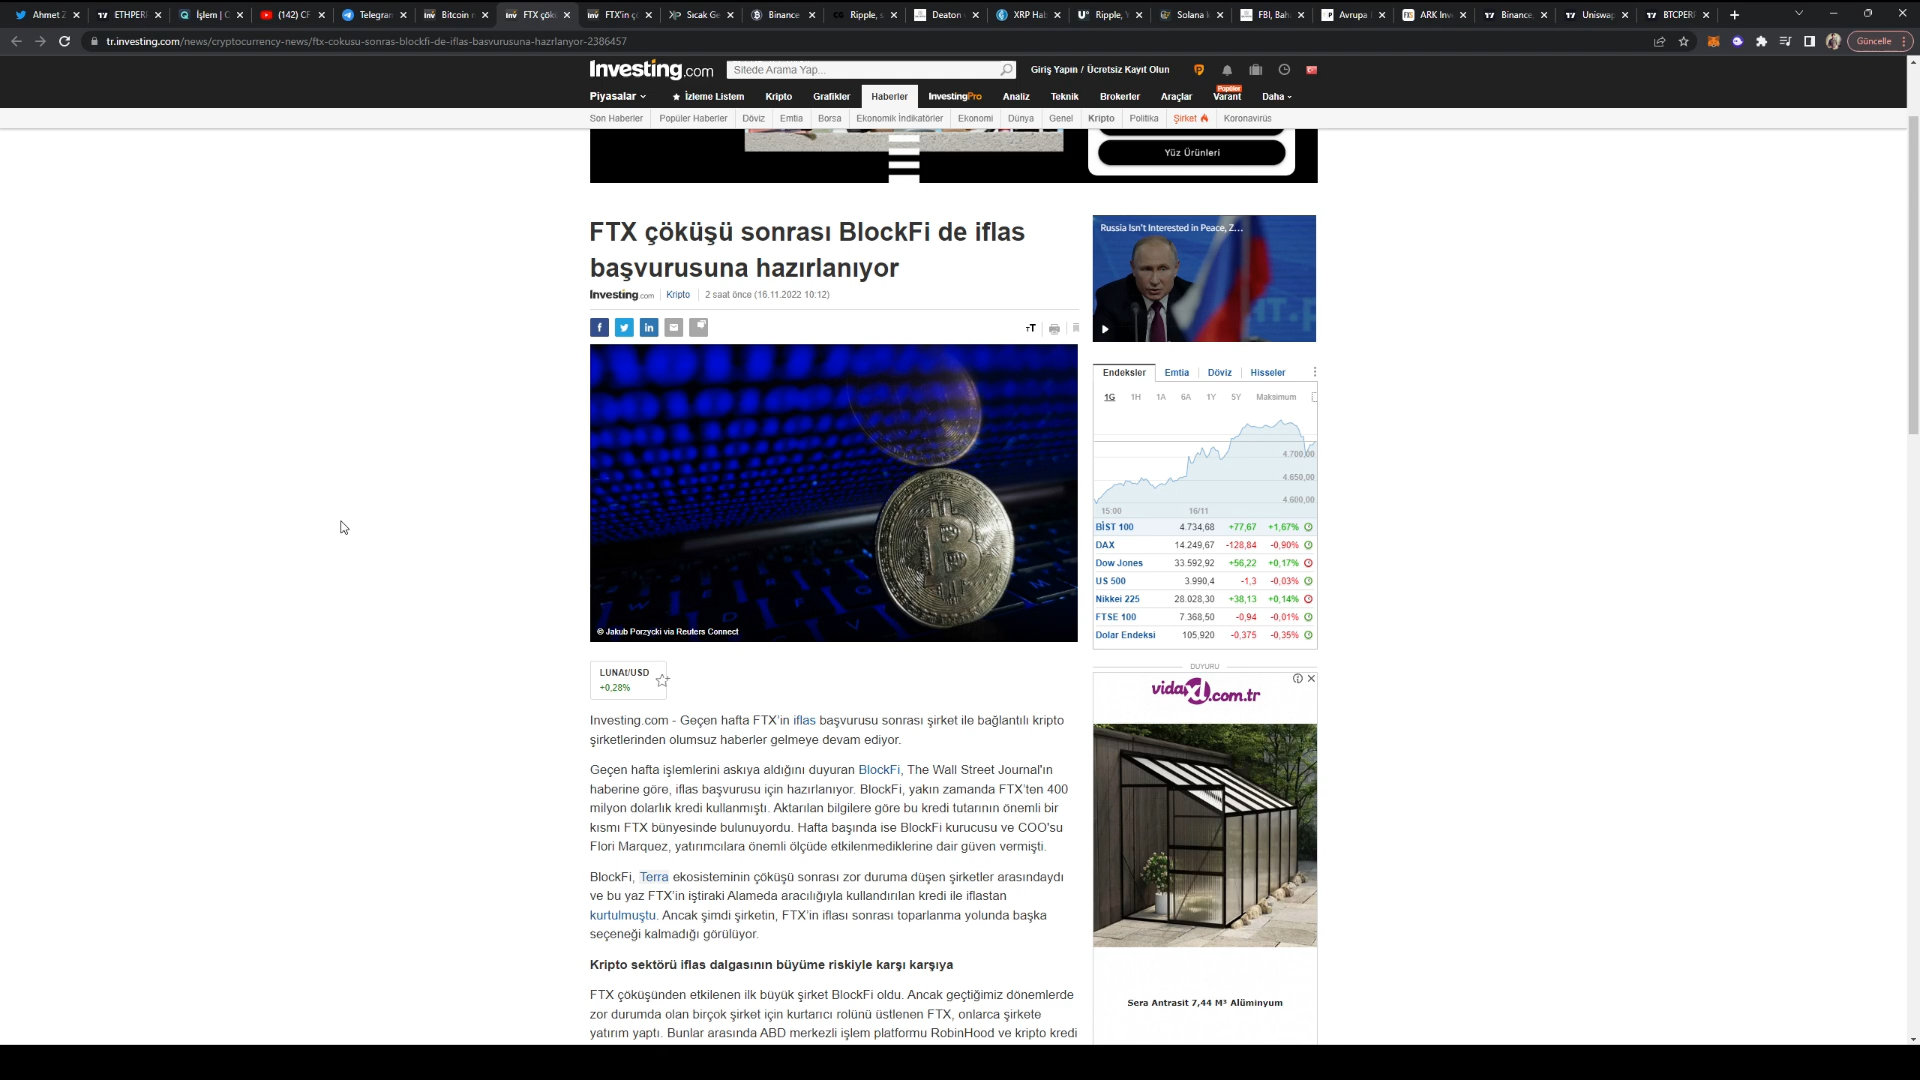 Ahmet Z
ETHPERP
İşlem | C
(142) CF
Telegran
Bitcoin r
FTX çökü
FTX'in ç
Sıcak Ge
Binance
Ripple, s
Deaton
XRP Hab
Ripple, Y
Solana
FBI, Baha
Avrupa
ARK Inv
Binance,
Uniswap
BTCPERP
tr.investing.com/news/cryptocurrency-news/ftx-cokusu-sonras-blockfi-de-iflas-basvurusuna-hazrlanyor-2386457
Güncelle
Investing.com
Sitede Arama Yap...
Giriş Yapın / Ücretsiz Kayıt Olun
Piyasalar
İzleme Listem
Kripto
Grafikler
Haberler
InvestingPro
Analiz
Teknik
Brokerler
Araçlar
Popüler
Varant
Daha
Son Haberler
Popüler Haberler
Döviz
Emtia
Borsa
Ekonomik İndikatörler
Ekonomi
Dünya
Genel
Kripto
Politika
Şirket
Koronavirüs
Yüz Ürünleri
FTX çöküşü sonrası BlockFi de iflas
başvurusuna hazırlanıyor
Investing.com | Kripto | 2 saat önce (16.11.2022 10:12)
Russia Isn't Interested in Peace, Z...
© Jakub Porzycki via Reuters Connect
Endeksler
Emtia
Döviz
Hisseler
1G 1H 1A 6A 1Y 5Y Maksimum
4.700,00
4.650,00
4.600,00
15:00 16/11
BİST 100 4.734,68 +77,67 +1,67%
DAX 14.249,67 -128,84 -0,90%
Dow Jones 33.592,92 +56,22 +0,17%
US 500 3.990,4 -1,3 -0,03%
Nikkei 225 28.028,30 +38,13 +0,14%
FTSE 100 7.368,50 -0,94 -0,01%
Dolar Endeksi 105,920 -0,375 -0,35%
LUNAt/USD
+0,28%
Investing.com - Geçen hafta FTX'in iflas başvurusu sonrası şirket ile bağlantılı kripto
şirketlerinden olumsuz haberler gelmeye devam ediyor.
Geçen hafta işlemlerini askıya aldığını duyuran BlockFi, The Wall Street Journal'ın
haberine göre, iflas başvurusu için hazırlanıyor. BlockFi, yakın zamanda FTX'ten 400
milyon dolarlık kredi kullanmıştı. Aktarılan bilgilere göre bu kredi tutarının önemli bir
kısmı FTX bünyesinde bulunuyordu. Hafta başında ise BlockFi kurucusu ve COO'su
Flori Marquez, yatırımcılara önemli ölçüde etkilenmediklerine dair güven vermişti.
BlockFi, Terra ekosisteminin çöküşü sonrası zor duruma düşen şirketler arasındaydı
ve bu yaz FTX'in iştiraki Alameda aracılığıyla kullandırılan kredi ile iflastan
kurtulmuştu. Ancak şimdi şirketin, FTX'in iflası sonrası toparlanma yolunda başka
seçeneği kalmadığı görülüyor.
Kripto sektörü iflas dalgasının büyüme riskiyle karşı karşıya
FTX çöküşünden etkilenen ilk büyük şirket BlockFi oldu. Ancak geçtiğimiz dönemlerde
zor durumda olan birçok şirket için kurtarıcı rolünü üstlenen FTX, onlarca şirkete
yatırım yaptı. Bunlar arasında ABD merkezli işlem platformu RobinHood ve kripto kredi
DUYURU
vidaXL.com.tr
Sera Antrasit 7,44 M³ Alüminyum